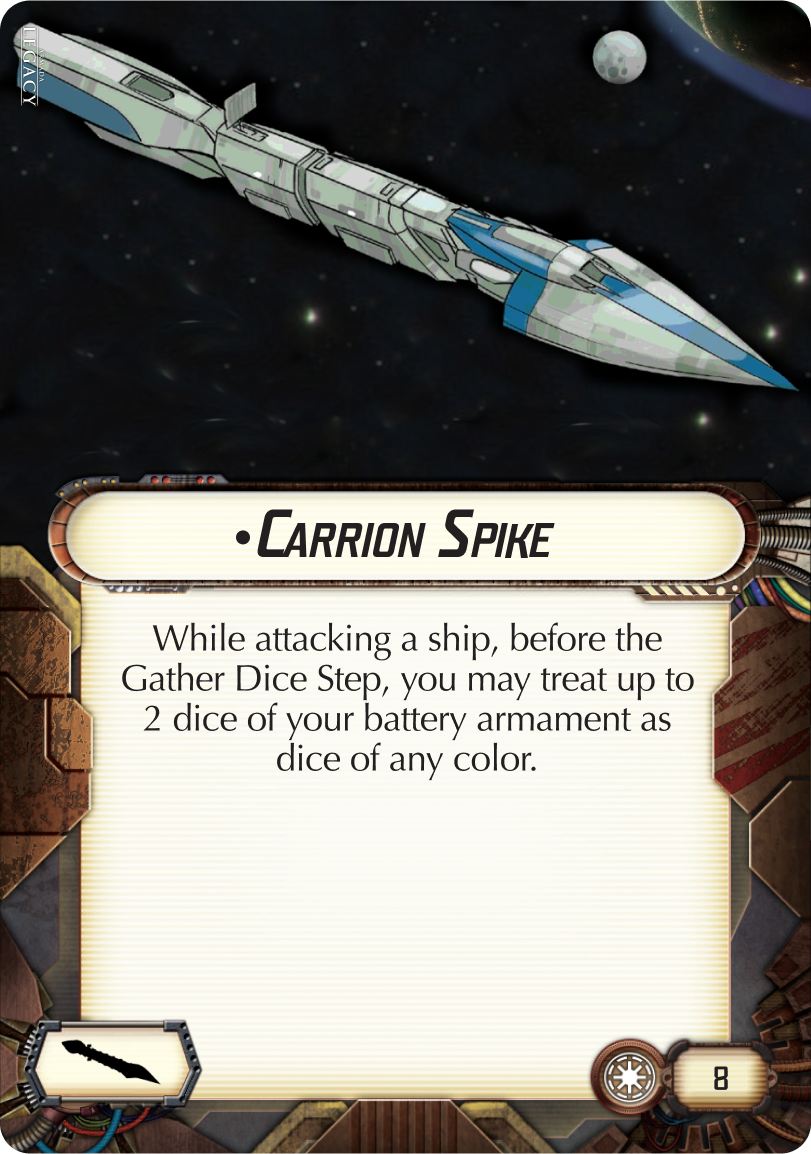 ARMADA
LEGACY
•CARRION SPIKE
While attacking a ship, before the
Gather Dice Step, you may treat up to
2 dice of your battery armament as
dice of any color.
8